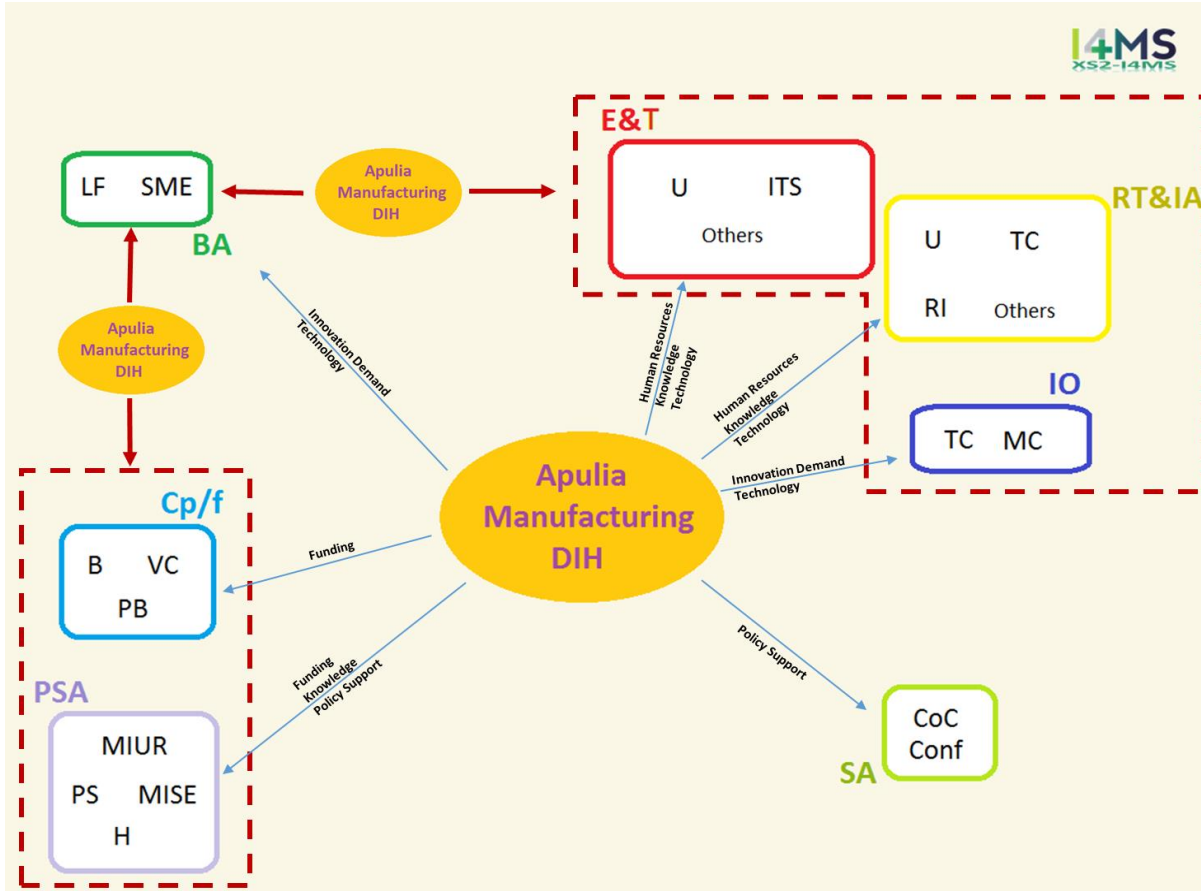 I4MS
XS2-I4MS
E&T
U ITS
Others
RT&IA
U TC
RI Others
IO
TC MC
LF SME
BA
Apulia
Manufacturing
DIH
Apulia
Manufacturing
DIH
Innovation Demand
Technology
Human Resources
Knowledge
Technology
Human Resources
Knowledge
Technology
Innovation Demand
Technology
Apulia
Manufacturing
DIH
Cp/f
B VC
PB
Funding
Funding
Knowledge
Policy Support
Policy Support
PSA
MIUR
PS MISE
H
CoC
Conf
SA